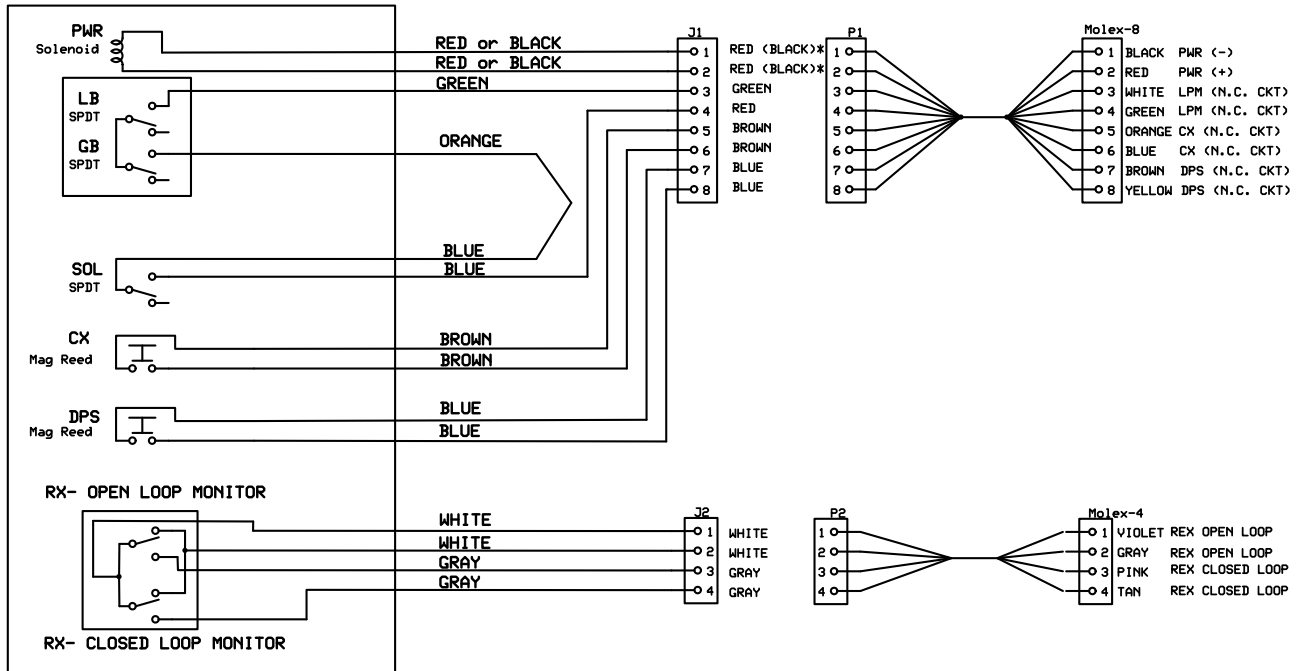 PWR
Solenoid
LB
SPDT
GB
SPDT
SOL
SPDT
CX
Mag Reed
DPS
Mag Reed
RX- OPEN LOOP MONITOR
RX- CLOSED LOOP MONITOR
RED or BLACK
RED or BLACK
GREEN
ORANGE
BLUE
BLUE
BROWN
BROWN
BLUE
BLUE
WHITE
WHITE
GRAY
GRAY
J1
1 RED (BLACK)*
2 RED (BLACK)*
3 GREEN
4 RED
5 BROWN
6 BROWN
7 BLUE
8 BLUE
P1
1
2
3
4
5
6
7
8
Molex-8
1 BLACK PWR (-)
2 RED PWR (+)
3 WHITE LPM (N.C. CKT)
4 GREEN LPM (N.C. CKT)
5 ORANGE CX (N.C. CKT)
6 BLUE CX (N.C. CKT)
7 BROWN DPS (N.C. CKT)
8 YELLOW DPS (N.C. CKT)
J2
1 WHITE
2 WHITE
3 GRAY
4 GRAY
P2
1
2
3
4
Molex-4
1 VIOLET REX OPEN LOOP
2 GRAY REX OPEN LOOP
3 PINK REX CLOSED LOOP
4 TAN REX CLOSED LOOP